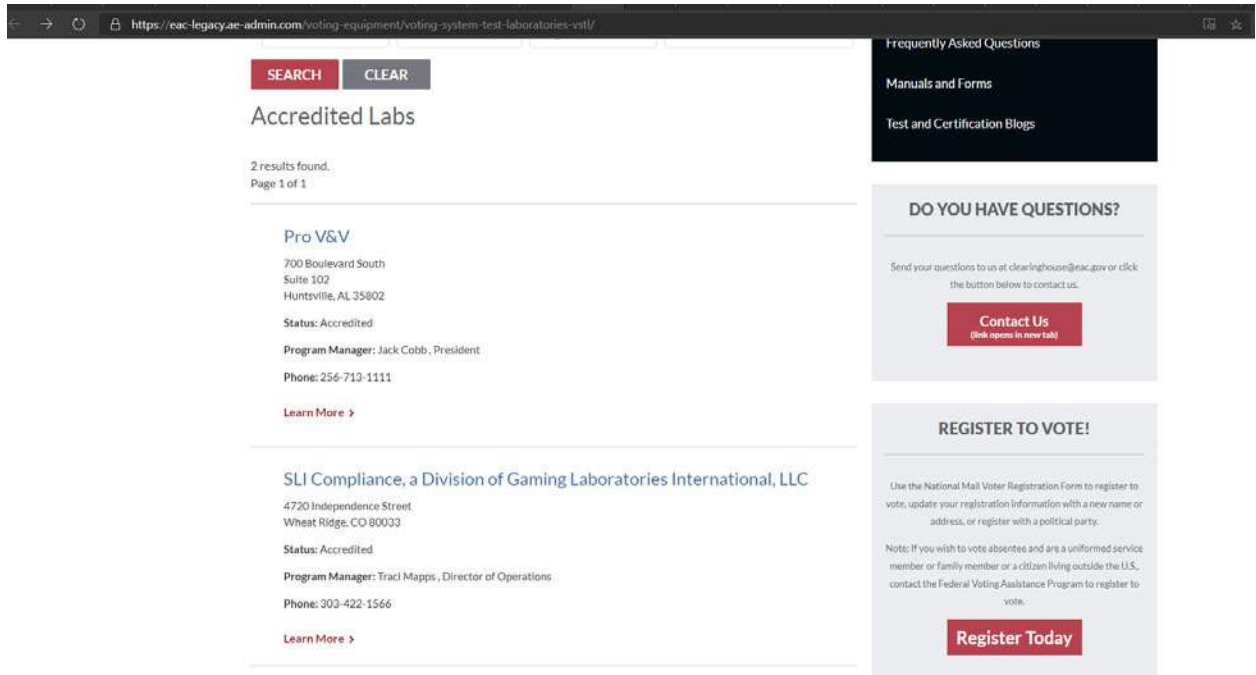 https://eac-legacy.ae-admin.com/voting-equipment/voting-system-test-laboratories-vstl/
SEARCH
CLEAR
Accredited Labs
2 results found.
Page 1 of 1
Pro V&V
700 Boulevard South
Suite 102
Huntsville, AL 35802
Status: Accredited
Program Manager: Jack Cobb , President
Phone: 256-713-1111
Learn More >
SLI Compliance, a Division of Gaming Laboratories International, LLC
4720 Independence Street
Wheat Ridge, CO 80033
Status: Accredited
Program Manager: Traci Mapps , Director of Operations
Phone: 303-422-1566
Learn More >
Frequently Asked Questions
Manuals and Forms
Test and Certification Blogs
DO YOU HAVE QUESTIONS?
Send your questions to us at clearinghouse@eac.gov or click
the button below to contact us.
Contact Us
(link opens in new tab)
REGISTER TO VOTE!
Use the National Mail Voter Registration Form to register to
vote, update your registration information with a new name or
address, or register with a political party.
Note: If you wish to vote absentee and are a uniformed service
member or family member or a citizen living outside the U.S.,
contact the Federal Voting Assistance Program to register to
vote.
Register Today